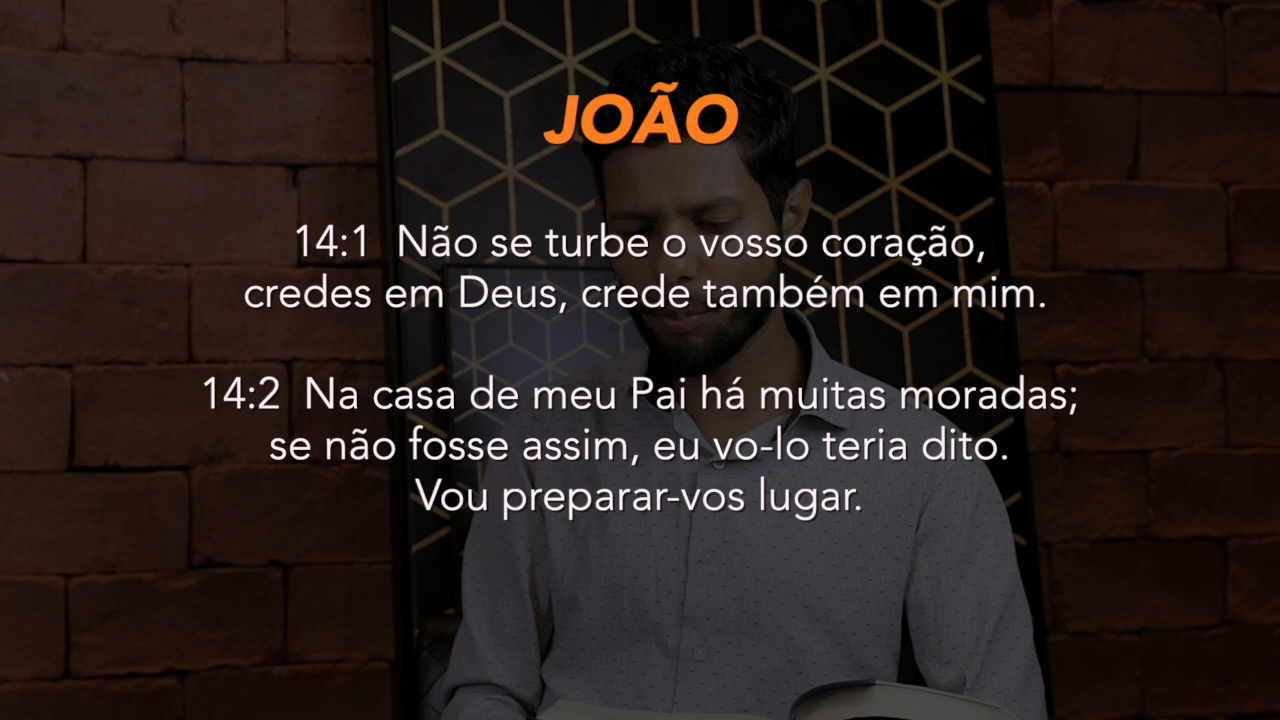 JOÃO
14:1 Não se turbe o vosso coração,
credes em Deus, crede também em mim.
14:2 Na casa de meu Pai há muitas moradas;
se não fosse assim, eu vo-lo teria dito.
Vou preparar-vos lugar.